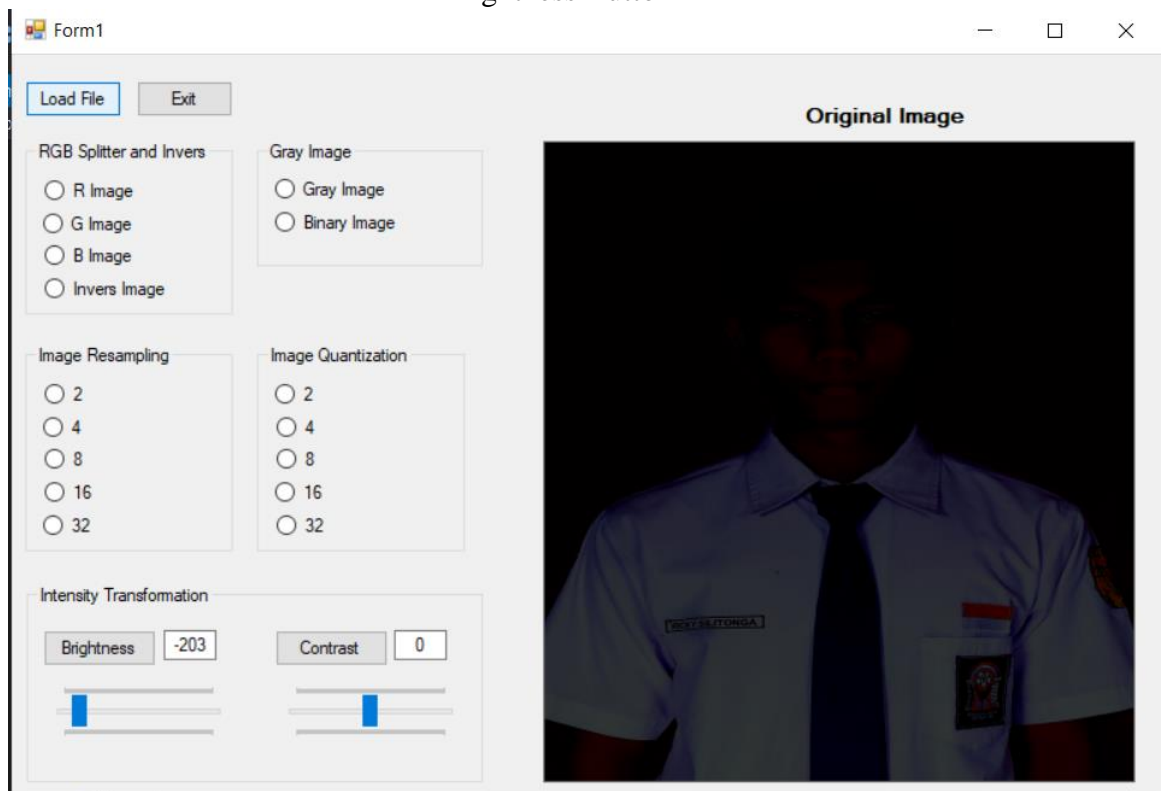 Form1
Load File
Exit
Original Image
RGB Splitter and Invers
R Image
G Image
B Image
Invers Image
Gray Image
Gray Image
Binary Image
Image Resampling
2
4
8
16
32
Image Quantization
2
4
8
16
32
Intensity Transformation
Brightness
-203
Contrast
0